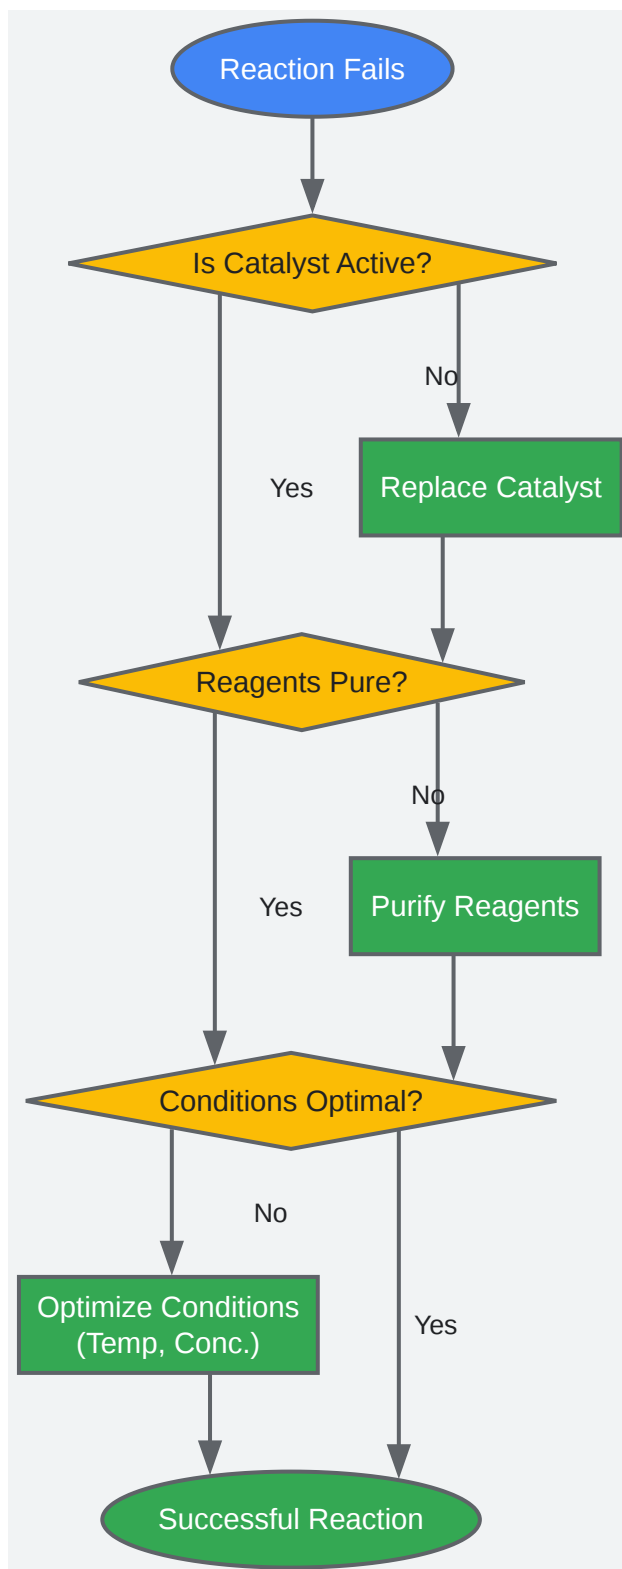 Reaction Fails
Is Catalyst Active?
No
Yes
Replace Catalyst
Reagents Pure?
No
Yes
Purify Reagents
Conditions Optimal?
No
Optimize Conditions
(Temp, Conc.)
Yes
Successful Reaction